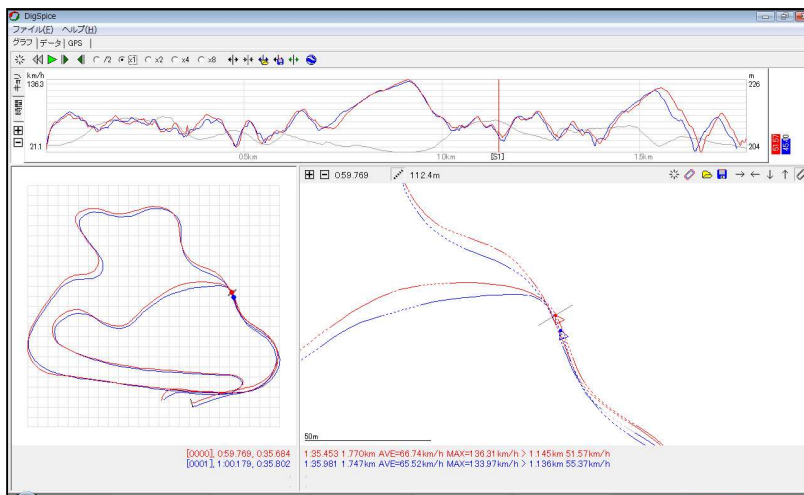 DigSpice
ファイル(F) ヘルプ(H)
グラフ データ GPS
/2 x1 x2 x4 x8
km/h
136.3
21.1
m
226
204
0.5km 1.0km [S1] 1.5km
0:59.769 112.4m
50m
[0000], 0:59.769, 0:35.684
[0001], 1:00.179, 0:35.802
1:35.453 1.770km AVE=66.74km/h MAX=136.31km/h > 1.145km 51.57km/h
1:35.981 1.747km AVE=65.52km/h MAX=133.97km/h > 1.136km 55.37km/h